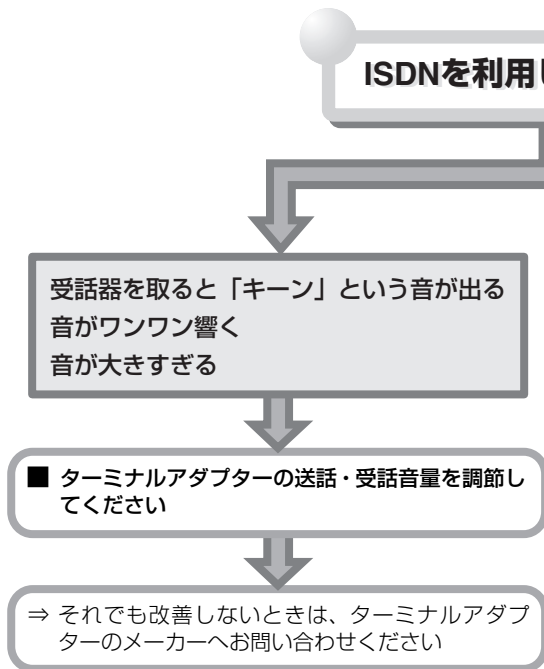 ISDNを利用し
受話器を取ると「キーン」という音が出る
音がワンワン響く
音が大きすぎる
■ ターミナルアダプターの送話・受話音量を調節し
てください
⇒ それでも改善しないときは、ターミナルアダプ
ターのメーカーへお問い合わせください